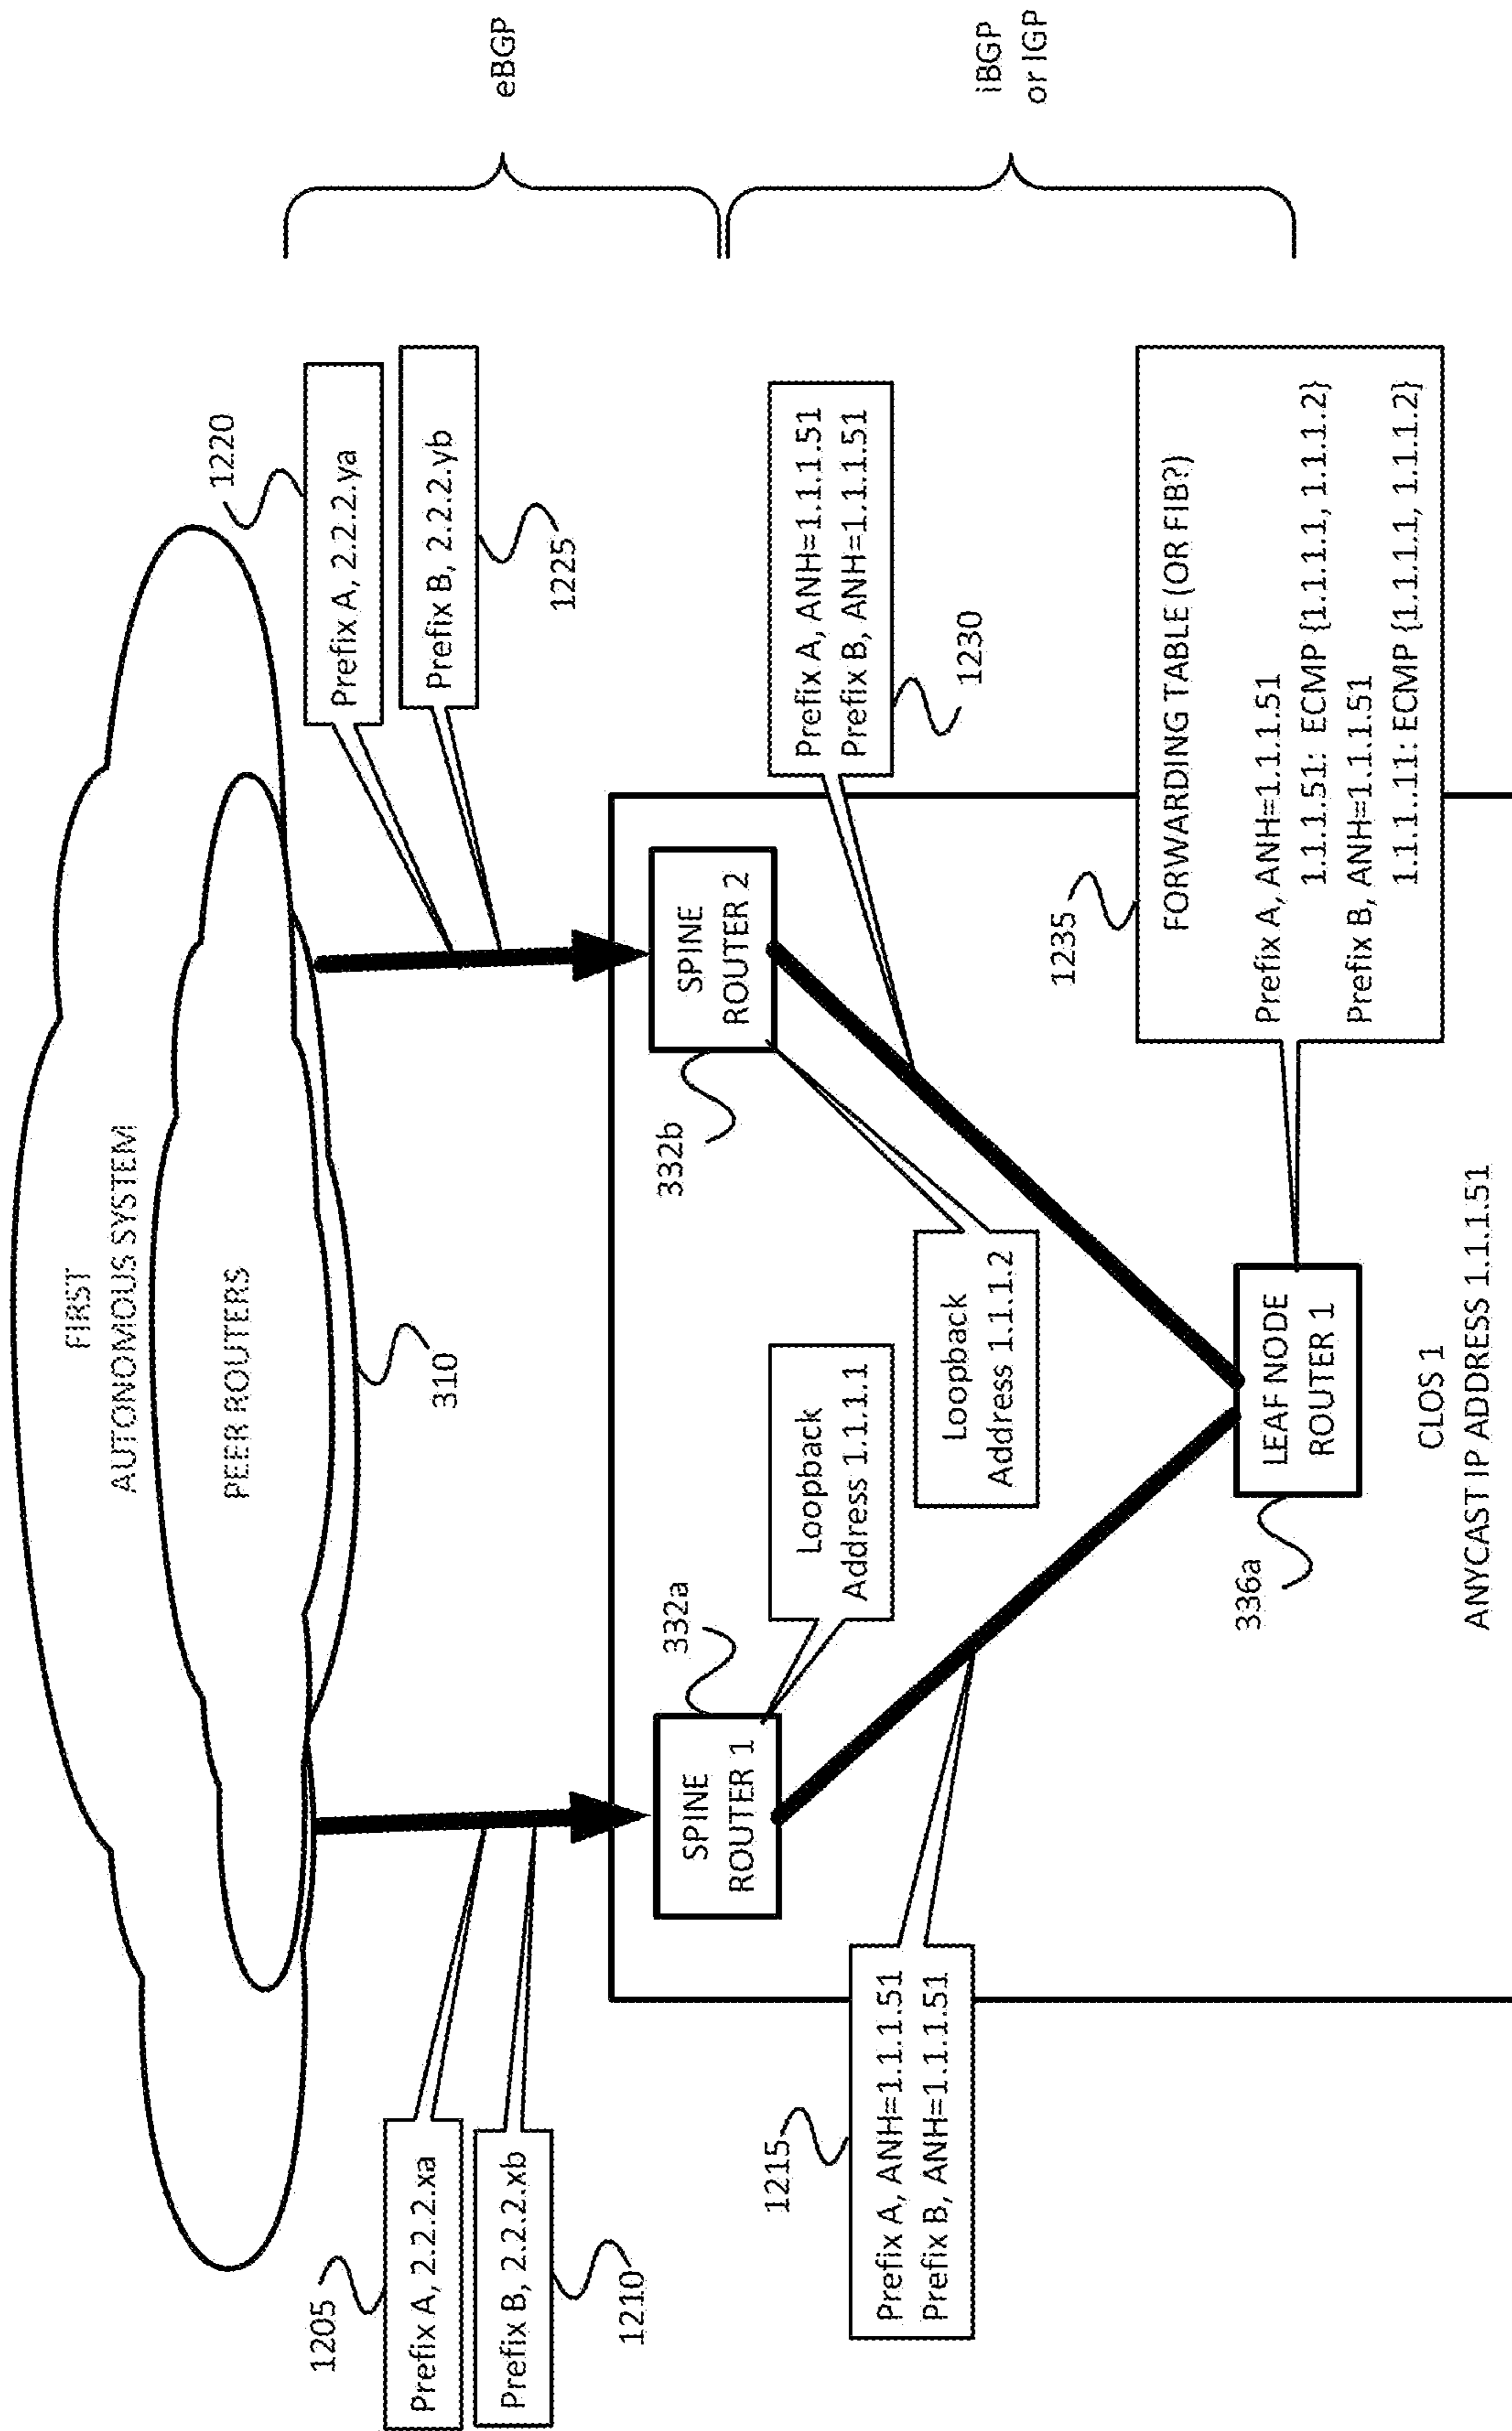 FIRST
AUTONOMOUS SYSTEM
PEER ROUTERS
310
1205
Prefix A, 2.2.2.xa
Prefix B, 2.2.2.xb
1210
1220
Prefix A, 2.2.2.ya
Prefix B, 2.2.2.yb
1225
eBGP
332a
SPINE
ROUTER 1
332b
SPINE
ROUTER 2
Loopback
Address 1.1.1.1
Loopback
Address 1.1.1.2
1215
Prefix A, ANH=1.1.1.51
Prefix B, ANH=1.1.1.51
Prefix A, ANH=1.1.1.51
Prefix B, ANH=1.1.1.51
1230
iBGP
or IGP
1235
FORWARDING TABLE (OR FIB?)
Prefix A, ANH=1.1.1.51
1.1.1.51: ECMP {1.1.1.1, 1.1.1.2}
Prefix B, ANH=1.1.1.51
1.1.1.11: ECMP {1.1.1.1, 1.1.1.2}
336a
LEAF NODE
ROUTER 1
CLOS 1
ANYCAST IP ADDRESS 1.1.1.51